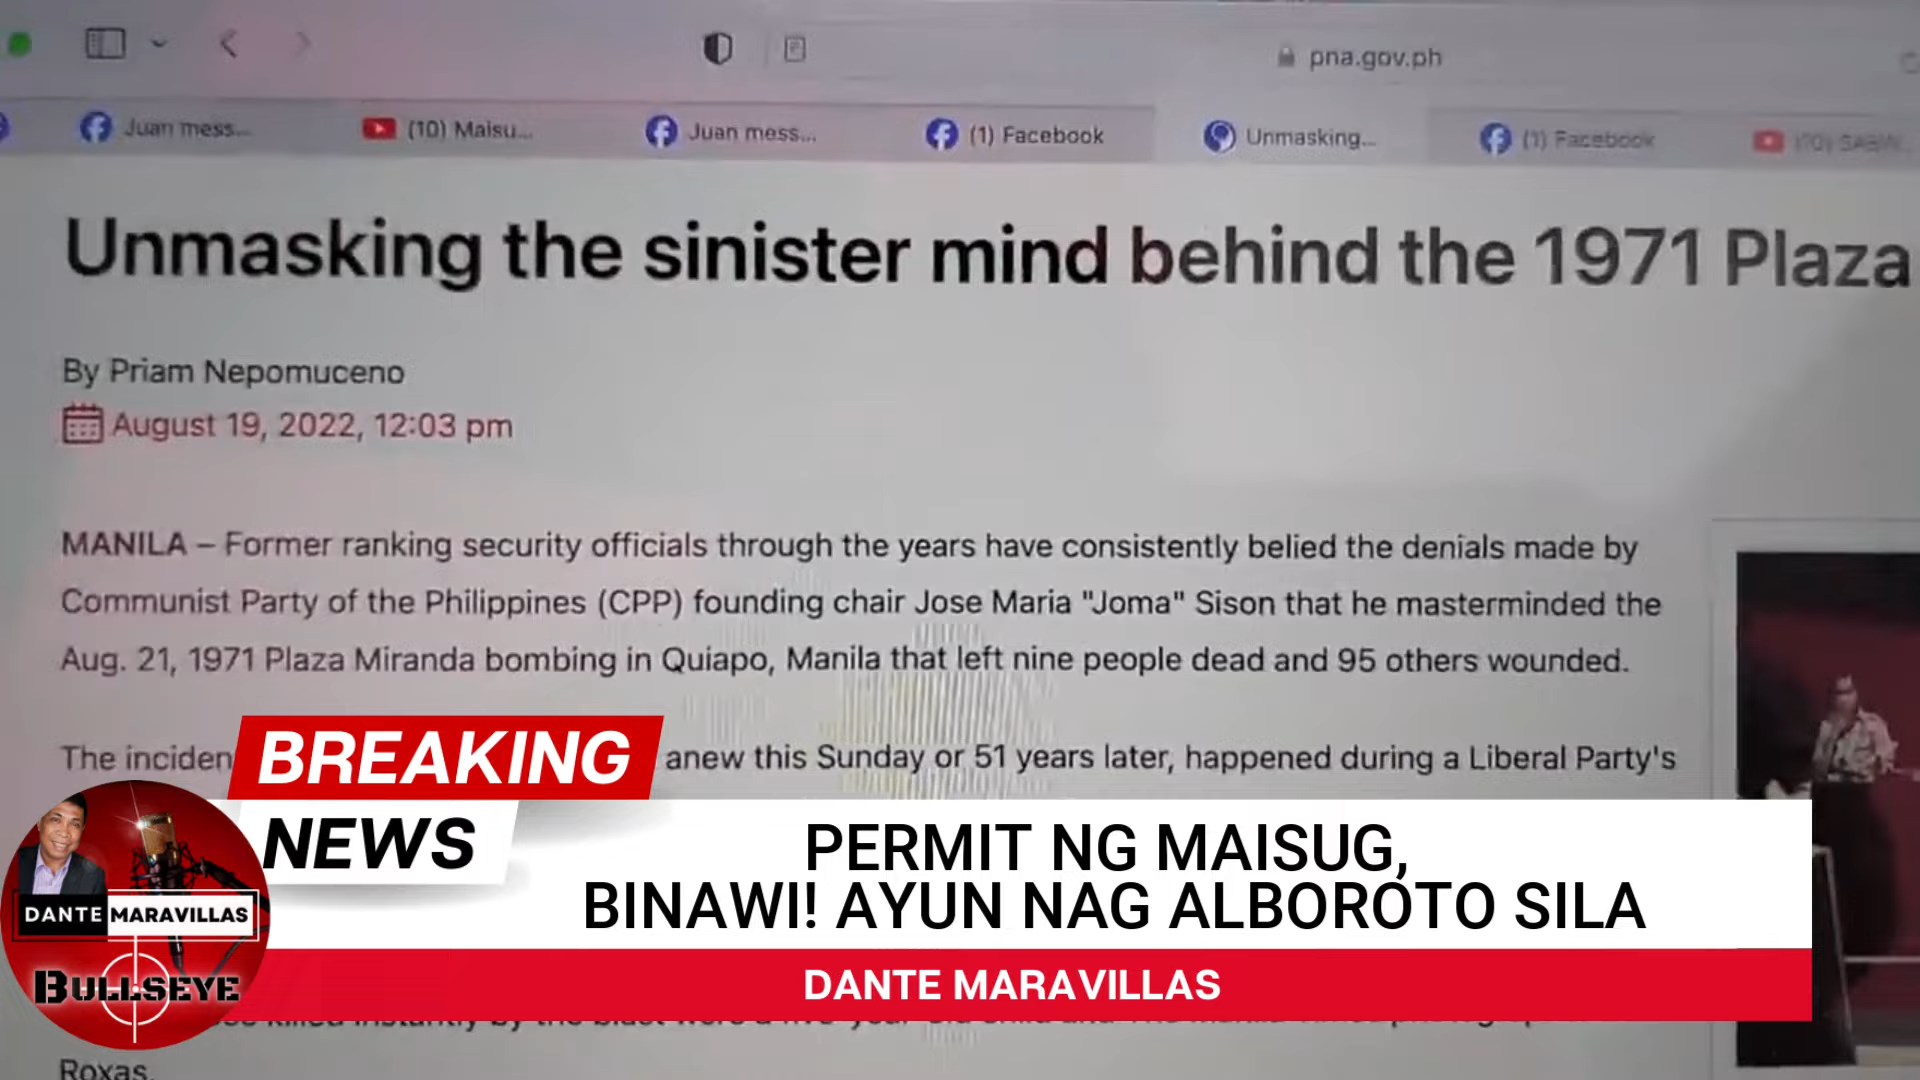 pna.gov.ph
Juan mess...
(10) Maisu...
Juan mess...
(1) Facebook
Unmasking...
(1) Facebook
Unmasking the sinister mind behind the 1971 Plaza
By Priam Nepomuceno
August 19, 2022, 12:03 pm
MANILA – Former ranking security officials through the years have consistently belied the denials made by
Communist Party of the Philippines (CPP) founding chair Jose Maria "Joma" Sison that he masterminded the
Aug. 21, 1971 Plaza Miranda bombing in Quiapo, Manila that left nine people dead and 95 others wounded.
The inciden
anew this Sunday or 51 years later, happened during a Liberal Party's
BREAKING
NEWS
PERMIT NG MAISUG,
BINAWI! AYUN NAG ALBOROTO SILA
DANTE MARAVILLAS
DANTE MARAVILLAS
BULLSEYE
Roxas.